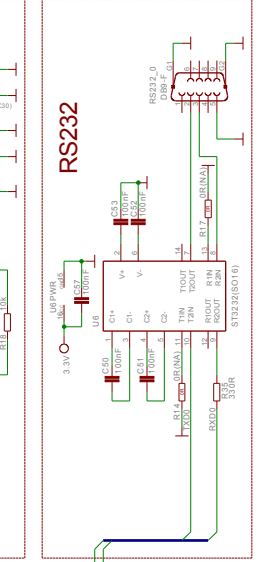 RS232
RS232_0
DB9-F
G1
G2
C53
100nF
C52
100nF
0R(NA)
0R
R17
2
6
14
7
13
8
V+
V-
T1OUT
T2OUT
R1IN
R2IN
U6PWR
C57
100nF
3.3V
U6
ST3232(SO16)
C1+
C1-
C2+
C2-
T1IN
T2IN
R1OUT
R2OUT
1
3
4
5
11
10
12
9
C50
100nF
C51
100nF
R14
0R(NA)
0R
TXD0
RXD0
R35
330R
10k
R18